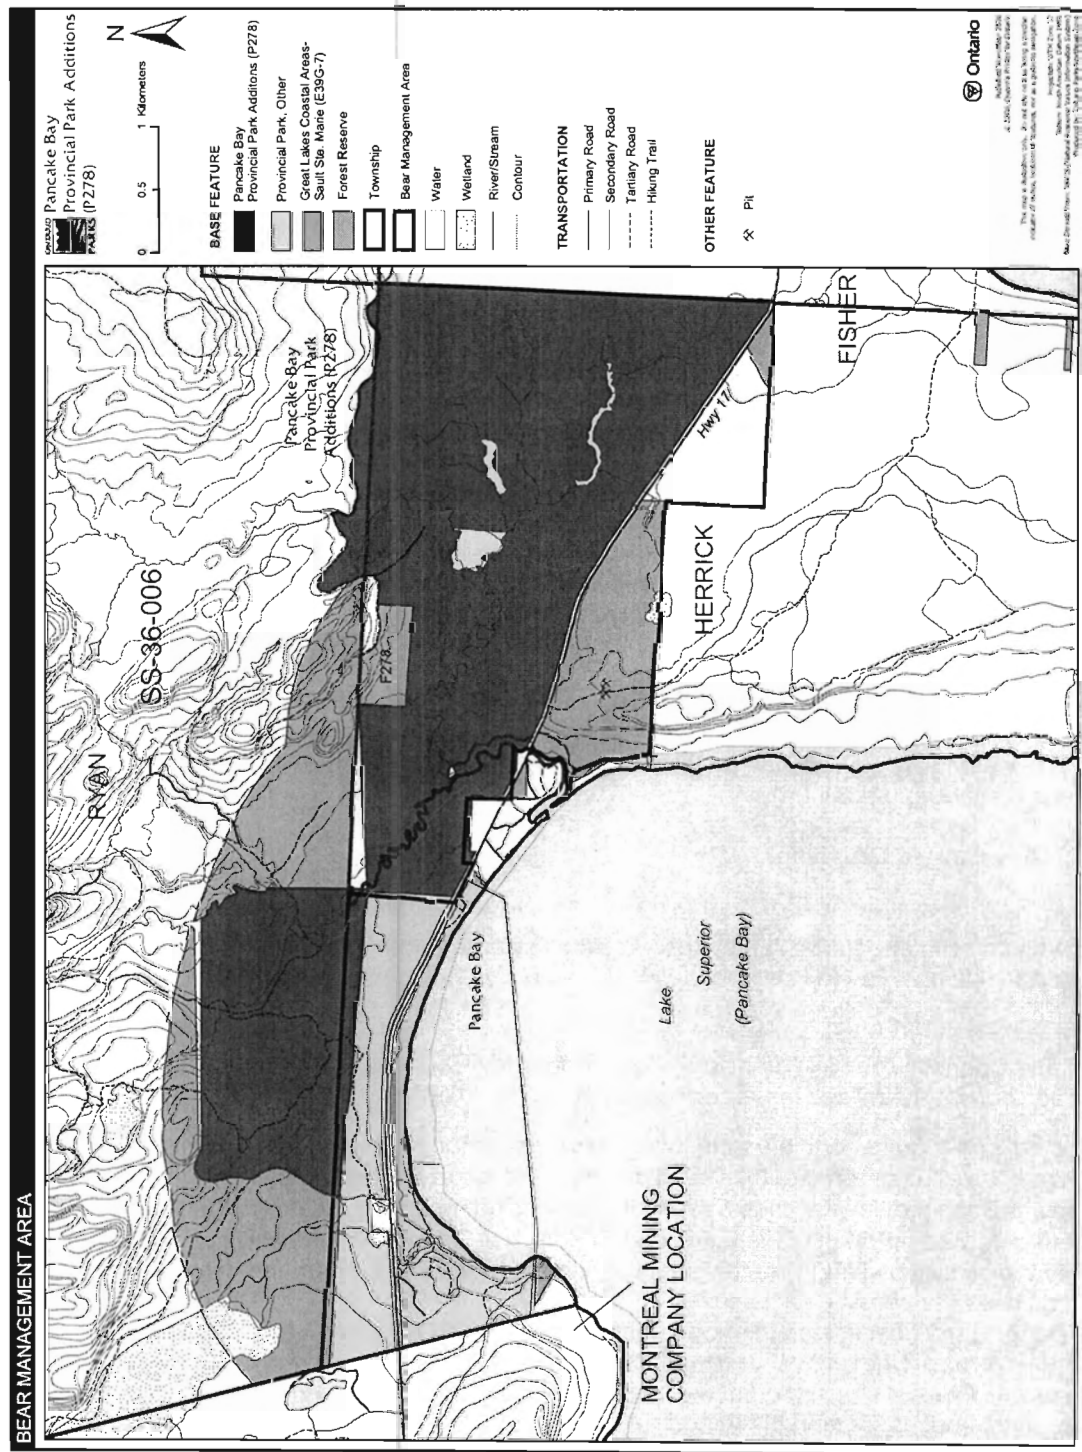 BEAR MANAGEMENT AREA
Pancake Bay
Provincial Park Additions
(P278)
ONTARIO
PARKS
N
0 0.5 1 Kilometers
BASE FEATURE
Pancake Bay
Provincial Park Additons (P278)
Provincial Park, Other
Great Lakes Coastal Areas-
Sault Ste. Marie (E39G-7)
Forest Reserve
Township
Bear Management Area
Water
Wetland
River/Stream
Contour
TRANSPORTATION
Primary Road
Secondary Road
Tartiary Road
Hiking Trail
OTHER FEATURE
Pit
Ontario
RYAN
SS-36-006
Pancake Bay
Provincial Park
Additions (P278)
F278
Hwy 17
FISHER
HERRICK
Pancake Bay
Lake
Superior
(Pancake Bay)
MONTREAL MINING
COMPANY LOCATION